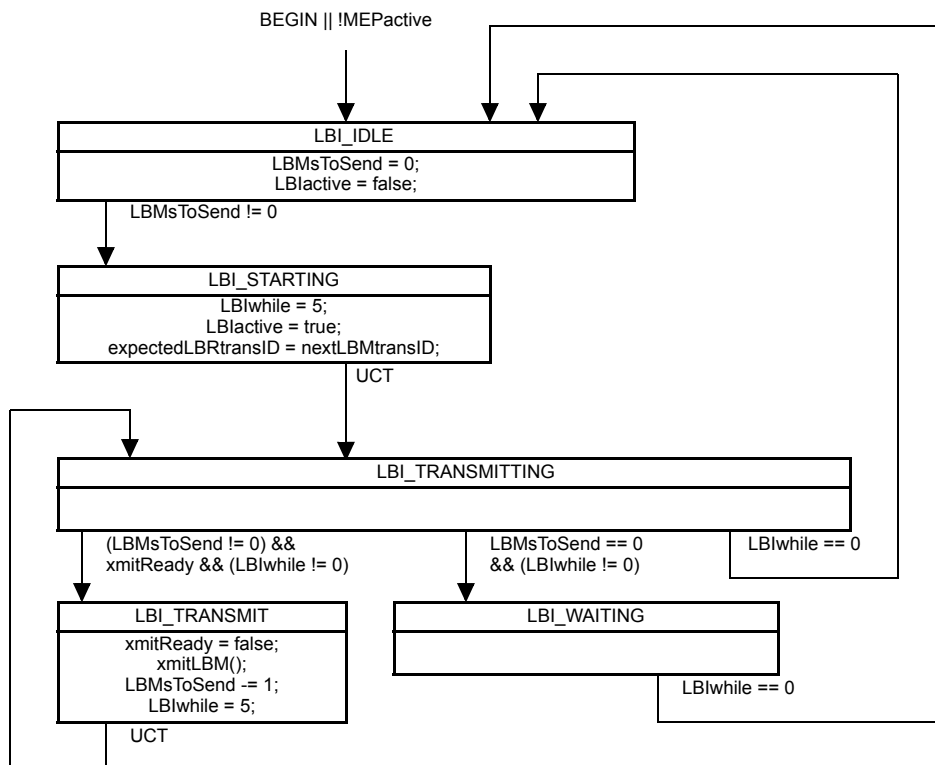 BEGIN || !MEPactive
LBI_IDLE
LBMsToSend = 0;
LBIactive = false;
LBMsToSend != 0
LBI_STARTING
LBIwhile = 5;
LBIactive = true;
expectedLBRtransID = nextLBMtransID;
UCT
LBI_TRANSMITTING
(LBMsToSend != 0) &&
xmitReady && (LBIwhile != 0)
LBMsToSend == 0
&& (LBIwhile != 0)
LBIwhile == 0
LBI_TRANSMIT
xmitReady = false;
xmitLBM();
LBMsToSend -= 1;
LBIwhile = 5;
UCT
LBI_WAITING
LBIwhile == 0